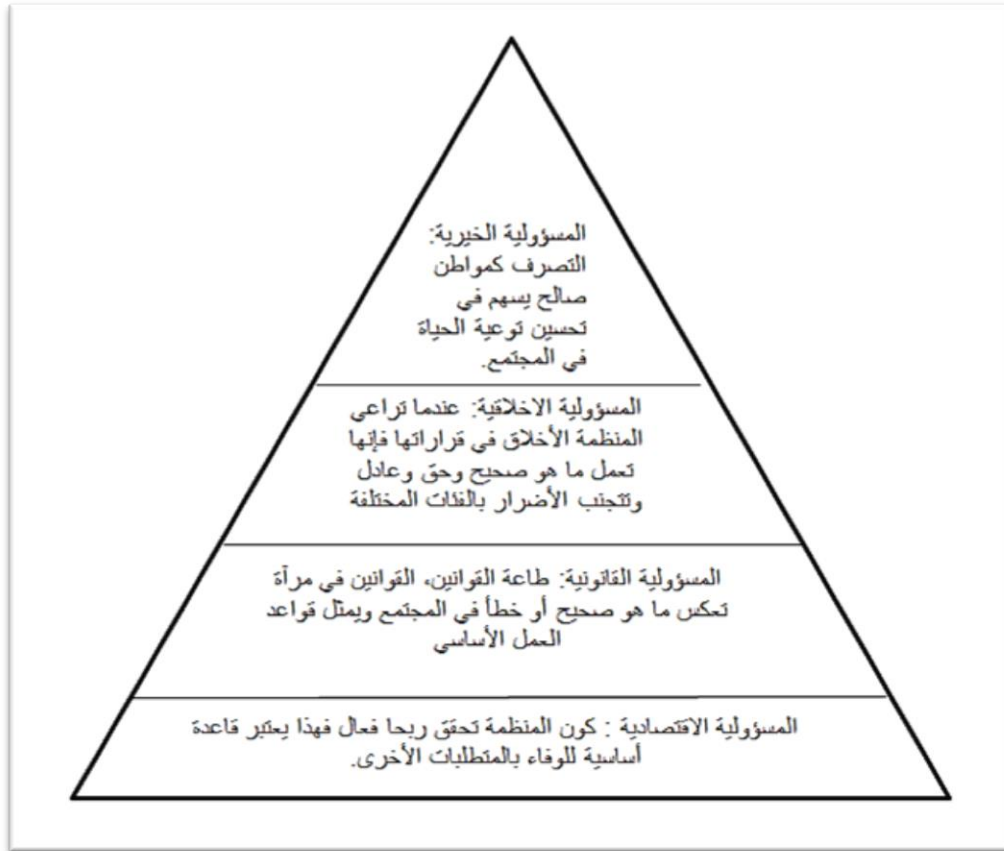 المسؤولية الخيرية:
التصرف كمواطن
صالح يسهم في
تحسين توعية الحياة
في المجتمع.
المسؤولية الاخلاقية: عندما تراعي
المنظمة الأخلاق في قراراتها فإنها
تعمل ما هو صحيح وحق وعادل
وتتجنب الأضرار بالفئات المختلفة
المسؤولية القانونية: طاعة القوانين، القوانين في مرآة
تعكس ما هو صحيح أو خطأ في المجتمع ويمثل قواعد
العمل الأساسي
المسؤولية الاقتصادية : كون المنظمة تحقق ربحا فعال فهذا يعتبر قاعدة
أساسية للوفاء بالمتطلبات الأخرى.